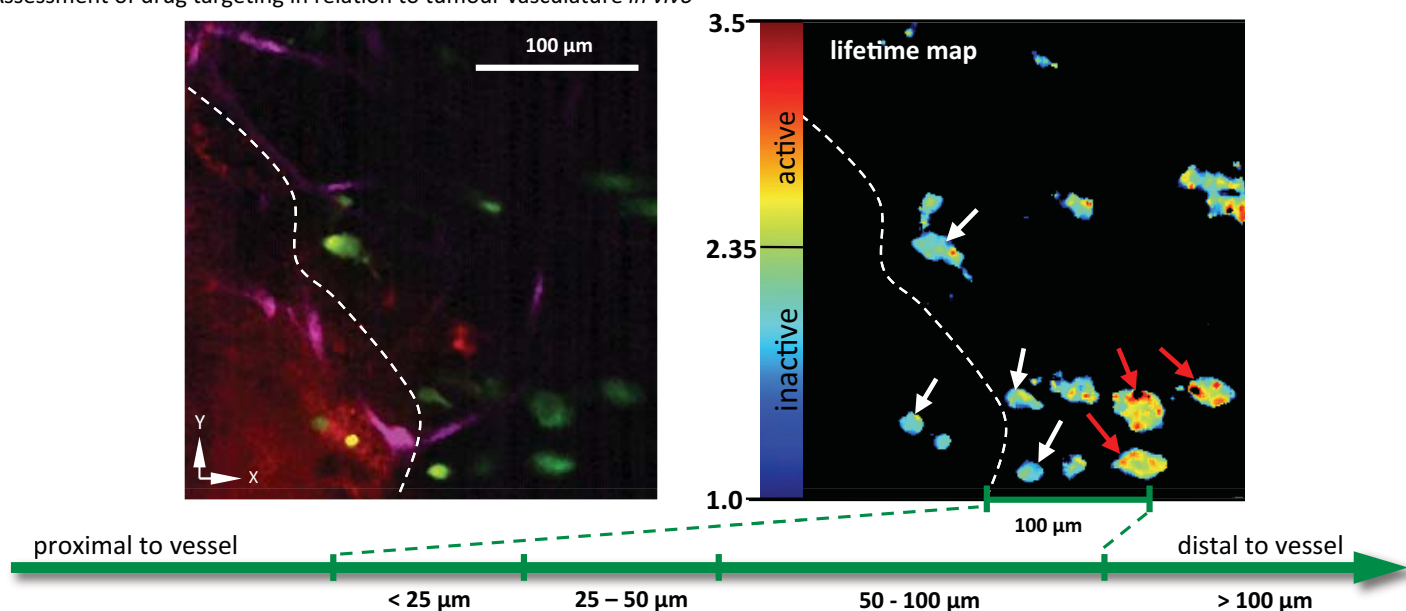 Assessment of drug targeting in relation to tumour vasculature in vivo
100 µm
Y
X
3.5
2.35
1.0
active
inactive
lifetime map
100 µm
proximal to vessel
distal to vessel
< 25 µm
25 – 50 µm
50 - 100 µm
> 100 µm